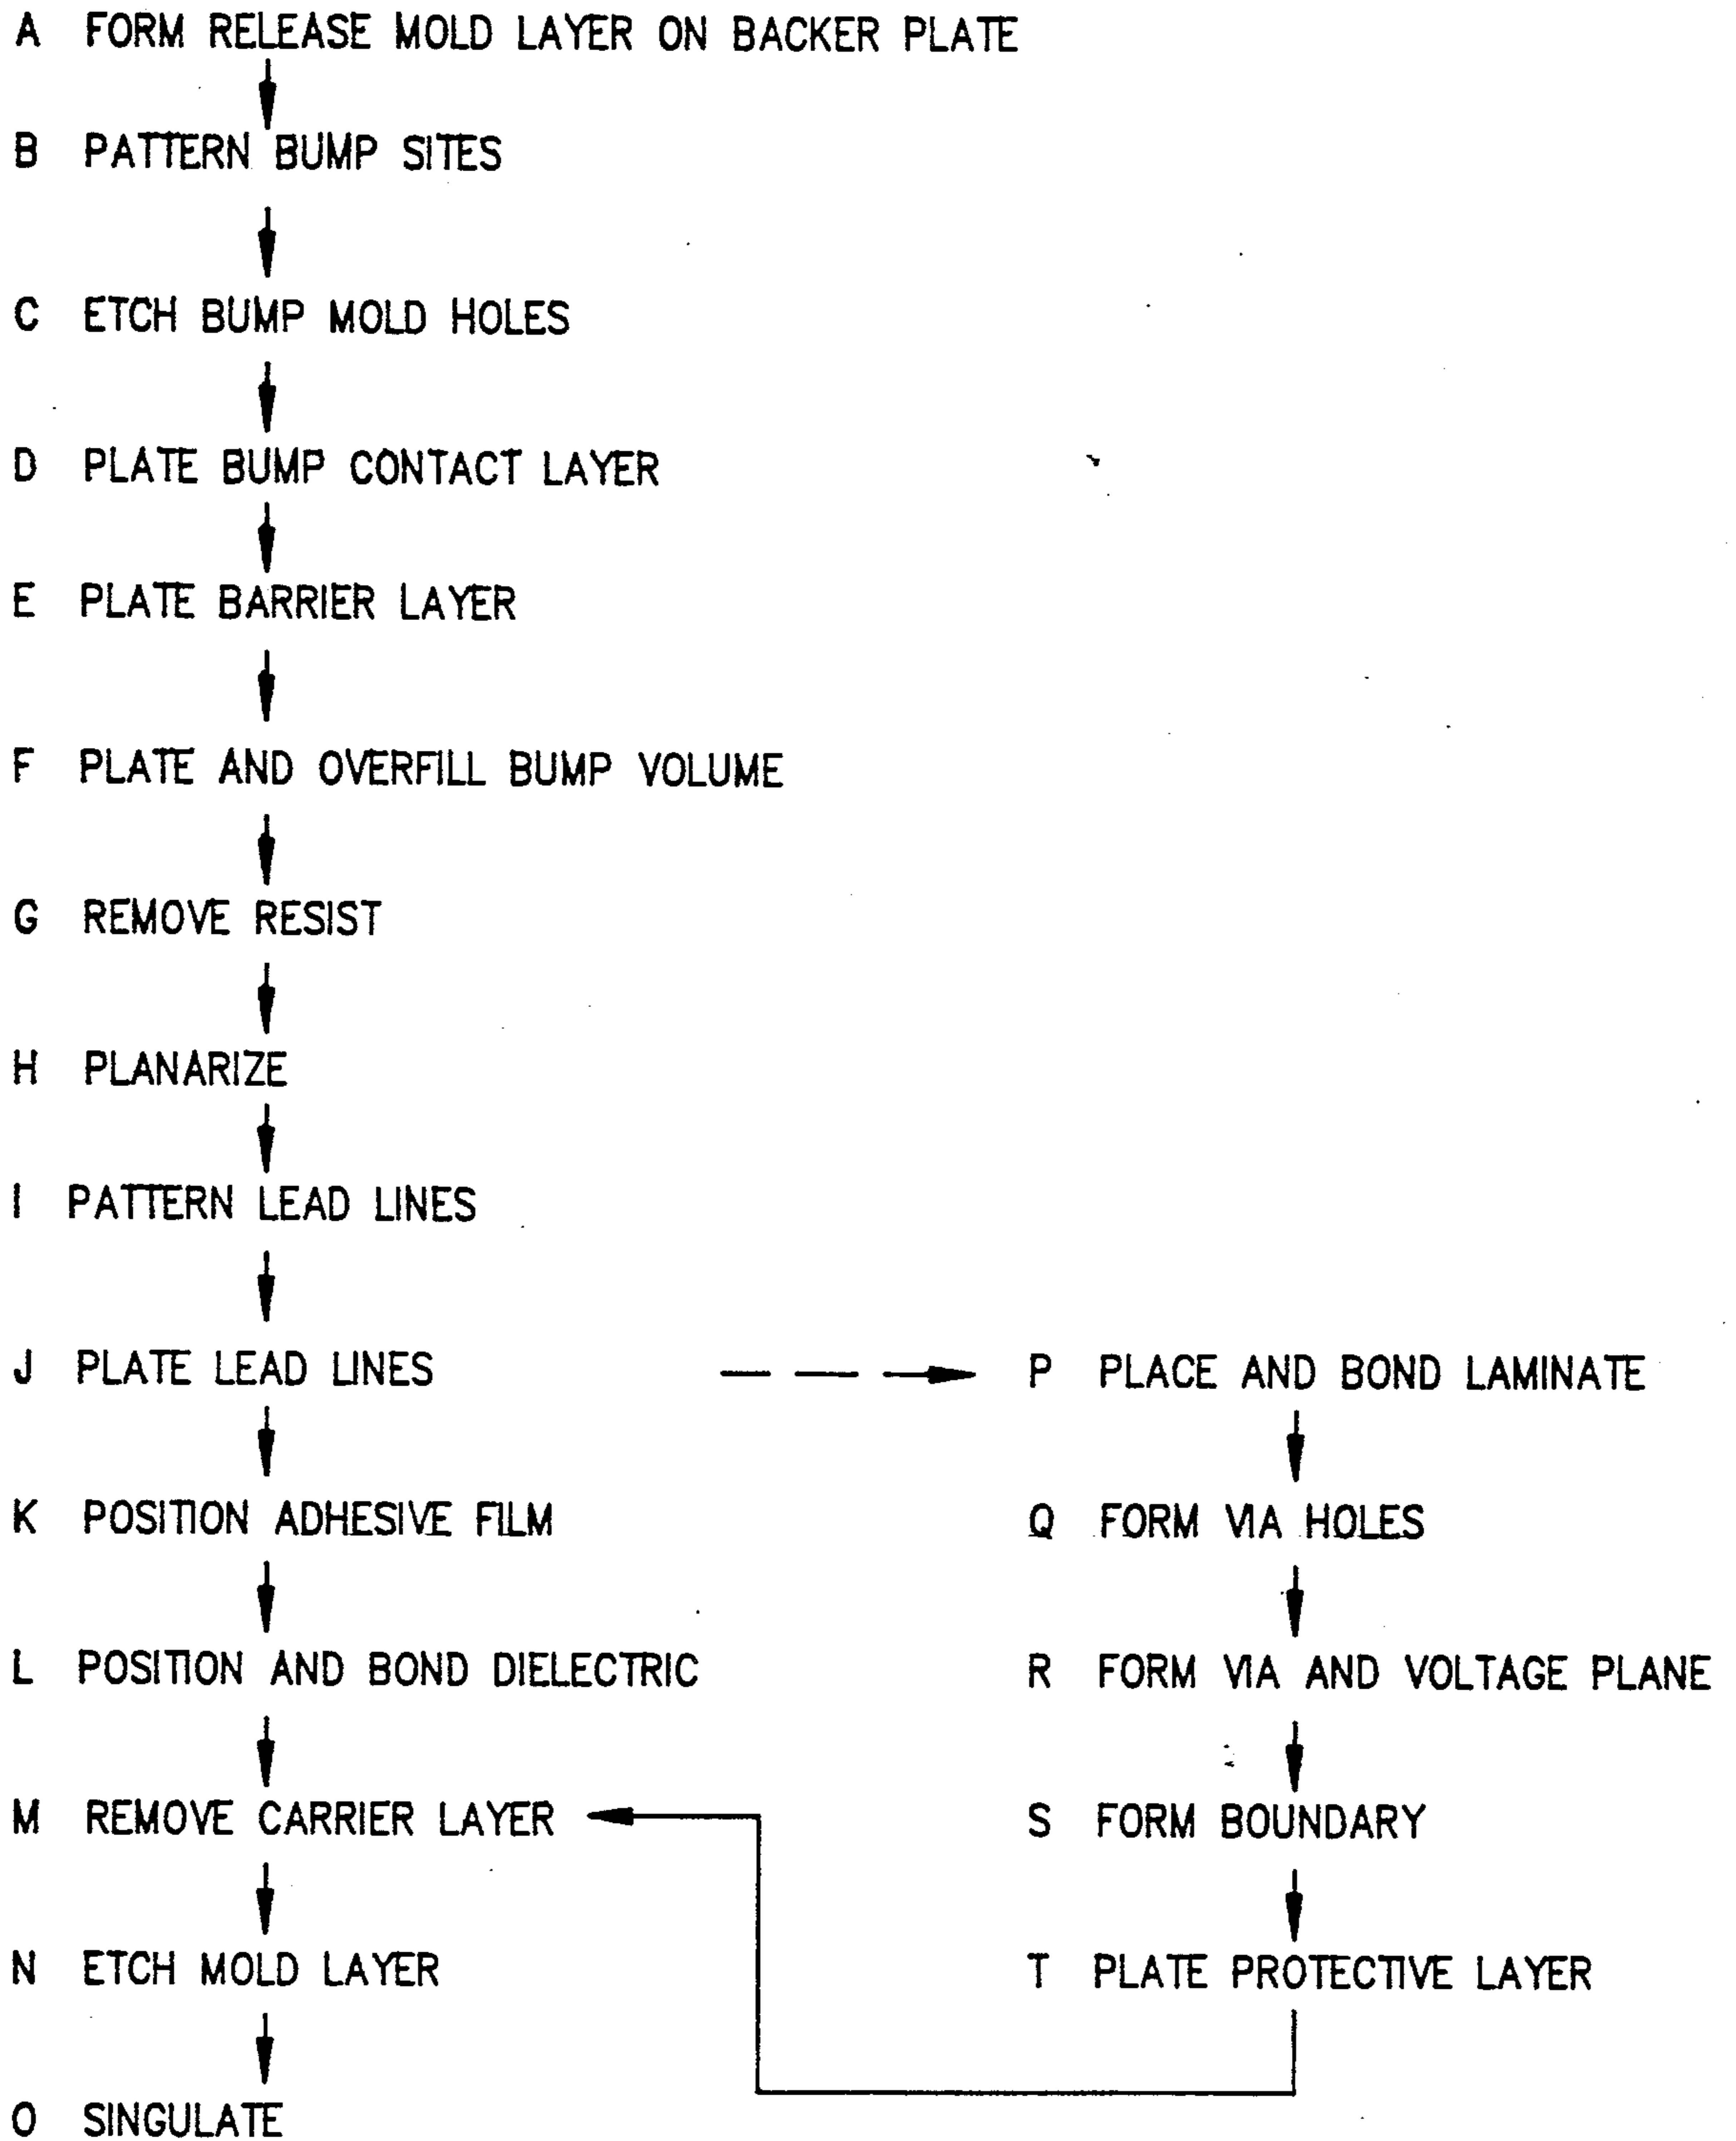 A FORM RELEASE MOLD LAYER ON BACKER PLATE
B PATTERN BUMP SITES
C ETCH BUMP MOLD HOLES
D PLATE BUMP CONTACT LAYER
E PLATE BARRIER LAYER
F PLATE AND OVERFILL BUMP VOLUME
G REMOVE RESIST
H PLANARIZE
I PATTERN LEAD LINES
J PLATE LEAD LINES
K POSITION ADHESIVE FILM
L POSITION AND BOND DIELECTRIC
M REMOVE CARRIER LAYER
N ETCH MOLD LAYER
O SINGULATE
P PLACE AND BOND LAMINATE
Q FORM VIA HOLES
R FORM VIA AND VOLTAGE PLANE
S FORM BOUNDARY
T PLATE PROTECTIVE LAYER